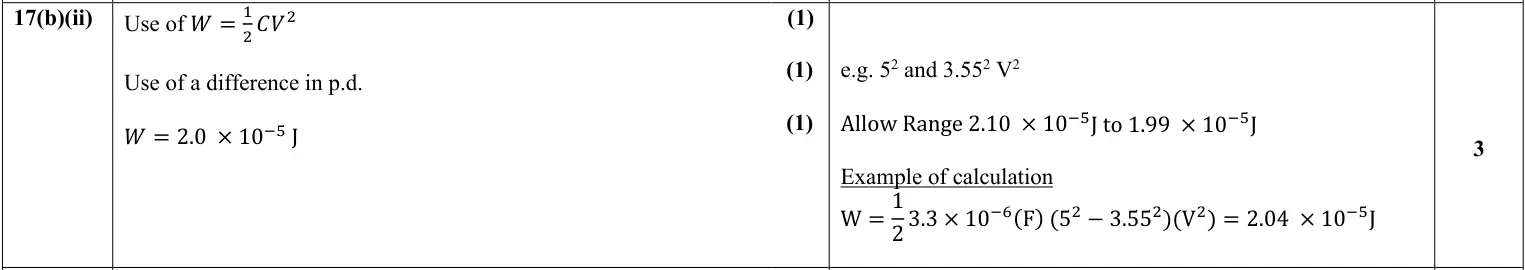 17(b)(ii) Use of W = 1/2 CV² (1)
Use of a difference in p.d. (1) e.g. 5² and 3.55² V²
W = 2.0 × 10⁻⁵ J (1) Allow Range 2.10 × 10⁻⁵J to 1.99 × 10⁻⁵J
3
Example of calculation
W = 1/2 3.3 × 10⁻⁶(F) (5² − 3.55²)(V²) = 2.04 × 10⁻⁵J